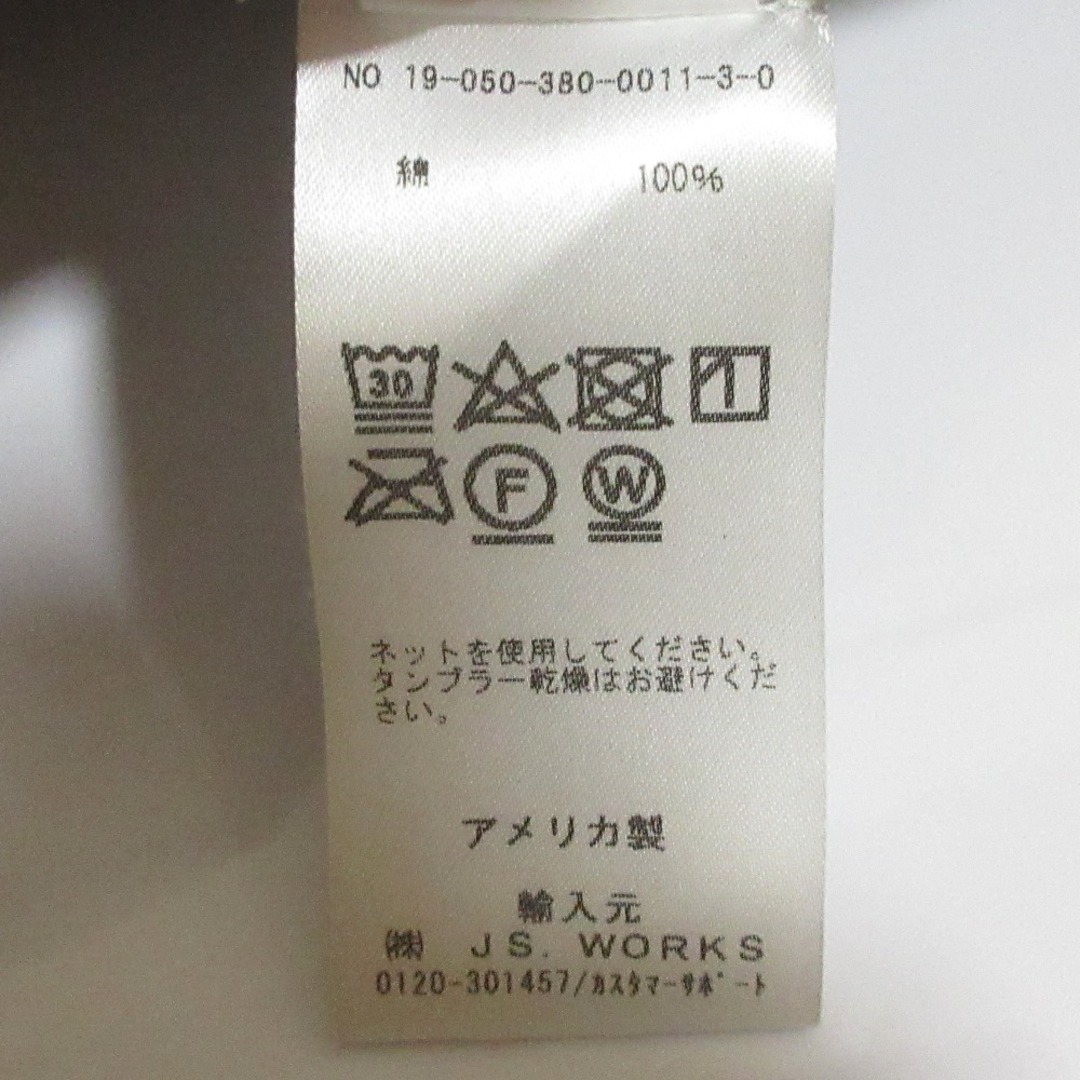 NO 19-050-380-0011-3-0
綿 100%
30
F W
ネットを使用してください。
タンブラー乾燥はお避けくだ
さい。
アメリカ製
輸入元
㈱ JS. WORKS
0120-301457/ｶｽﾀﾏｰｻﾎﾟｰﾄ